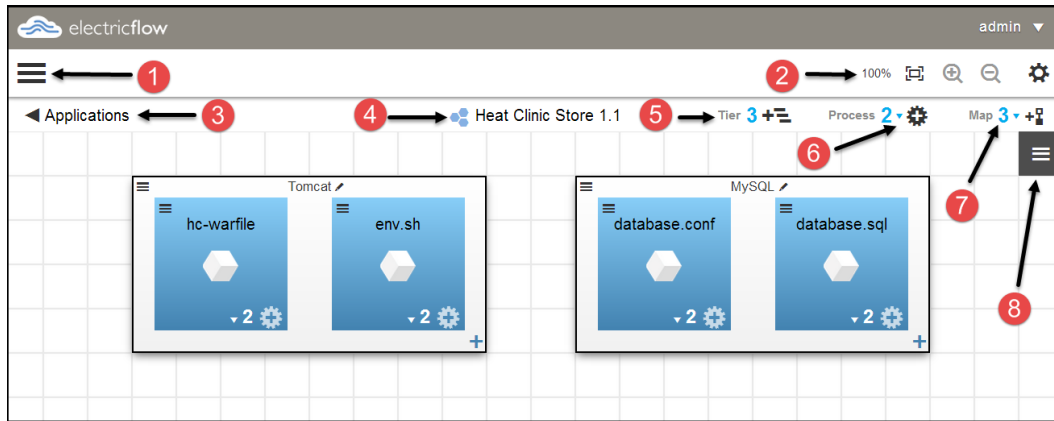 electricflow
admin
1
2
100%
Applications
3
4
Heat Clinic Store 1.1
5
Tier 3
Process 2
Map 3
6
7
8
Tomcat
MySQL
hc-warfile
env.sh
database.conf
database.sql
2
2
2
2